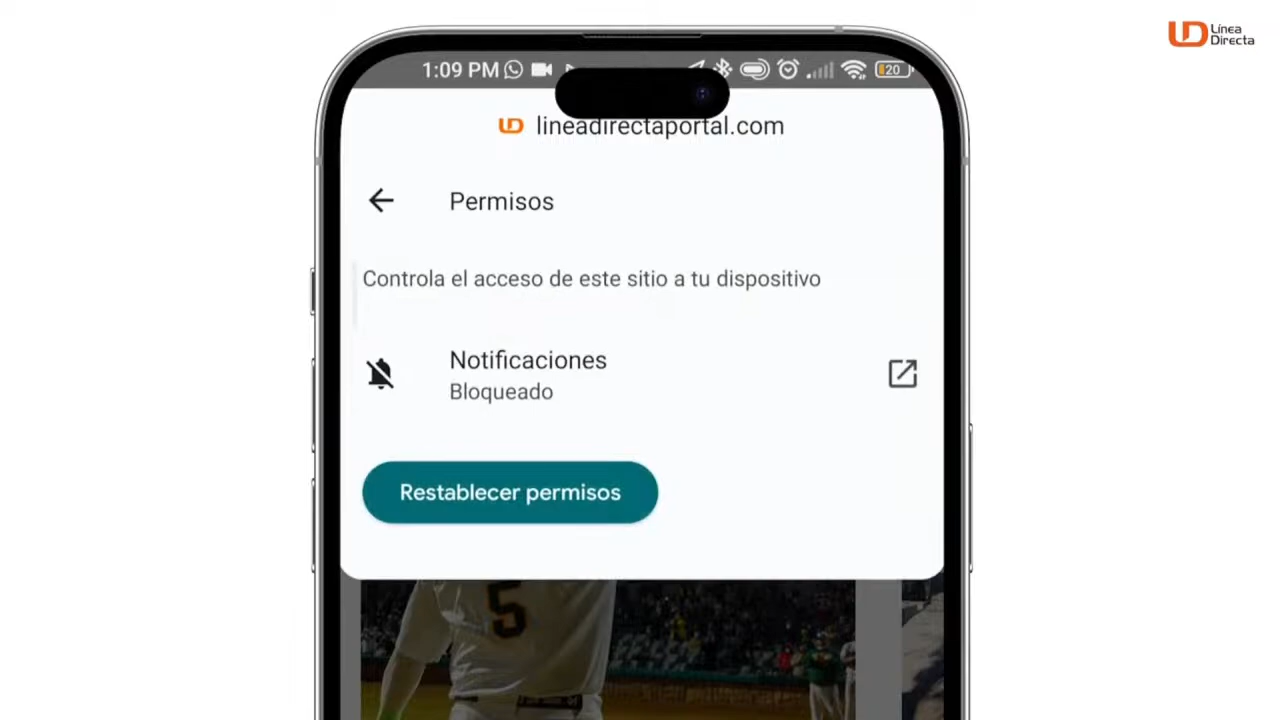 1:09 PM
20
Línea
Directa
lineadirectaportal.com
Permisos
Controla el acceso de este sitio a tu dispositivo
Notificaciones
Bloqueado
Restablecer permisos
5